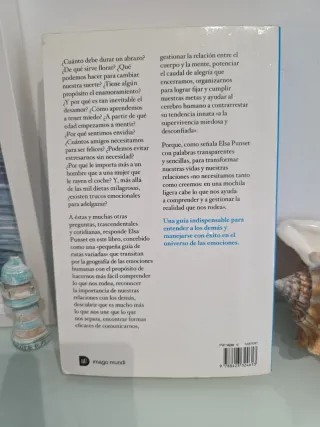 ¿Cuánto debe durar un abrazo?
¿De qué sirve llorar? ¿Qué
podemos hacer para cambiar
nuestra suerte? ¿Tiene algún
propósito el enamoramiento?
¿Y por qué es tan inevitable el
desamor? ¿Cómo aprendemos
a tener miedo? ¿A partir de qué
edad empezamos a mentir?
¿Por qué sentimos envidia?
¿Cuántos amigos necesitamos
para ser felices? ¿Podemos evitar
estresarnos sin necesidad?
¿Por qué le importa más a un
hombre que a una mujer que
le rayen el coche? Y, más allá
de las mil dietas milagrosas,
¿existen trucos emocionales
para adelgazar?
A éstas y muchas otras
preguntas, trascendentales
y cotidianas, responde Elsa
Punset en este libro, concebido
como una «pequeña guía de
rutas variadas» que transitan
por la geografía de las emociones
humanas con el propósito de
hacernos más fácil comprender
lo que nos rodea, reconocer
la importancia de nuestras
relaciones con los demás,
descubrir que es mucho más
lo que nos une que lo que
nos separa, encontrar formas
eficaces de comunicarnos,
gestionar la relación entre el
cuerpo y la mente, potenciar
el caudal de alegría que
encerramos, organizarnos
para lograr fijar y cumplir
nuestras metas y ayudar al
cerebro humano a contrarrestar
su tendencia innata «a la
supervivencia miedosa y
desconfiada».
Porque, como señala Elsa Punset
con palabras transparentes
y sencillas, para transformar
nuestras vidas y nuestras
relaciones «no necesitamos tanto
como creemos: en una mochila
ligera cabe lo que nos ayuda
a comprender y a gestionar la
realidad que nos rodea».
Una guía indispensable para
entender a los demás y
manejarse con éxito en el
universo de las emociones.
imago mundi